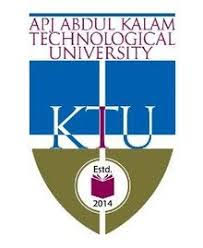 APJ ABDUL KALAM
TECHNOLOGICAL
UNIVERSITY
KTU
Estd.
2014